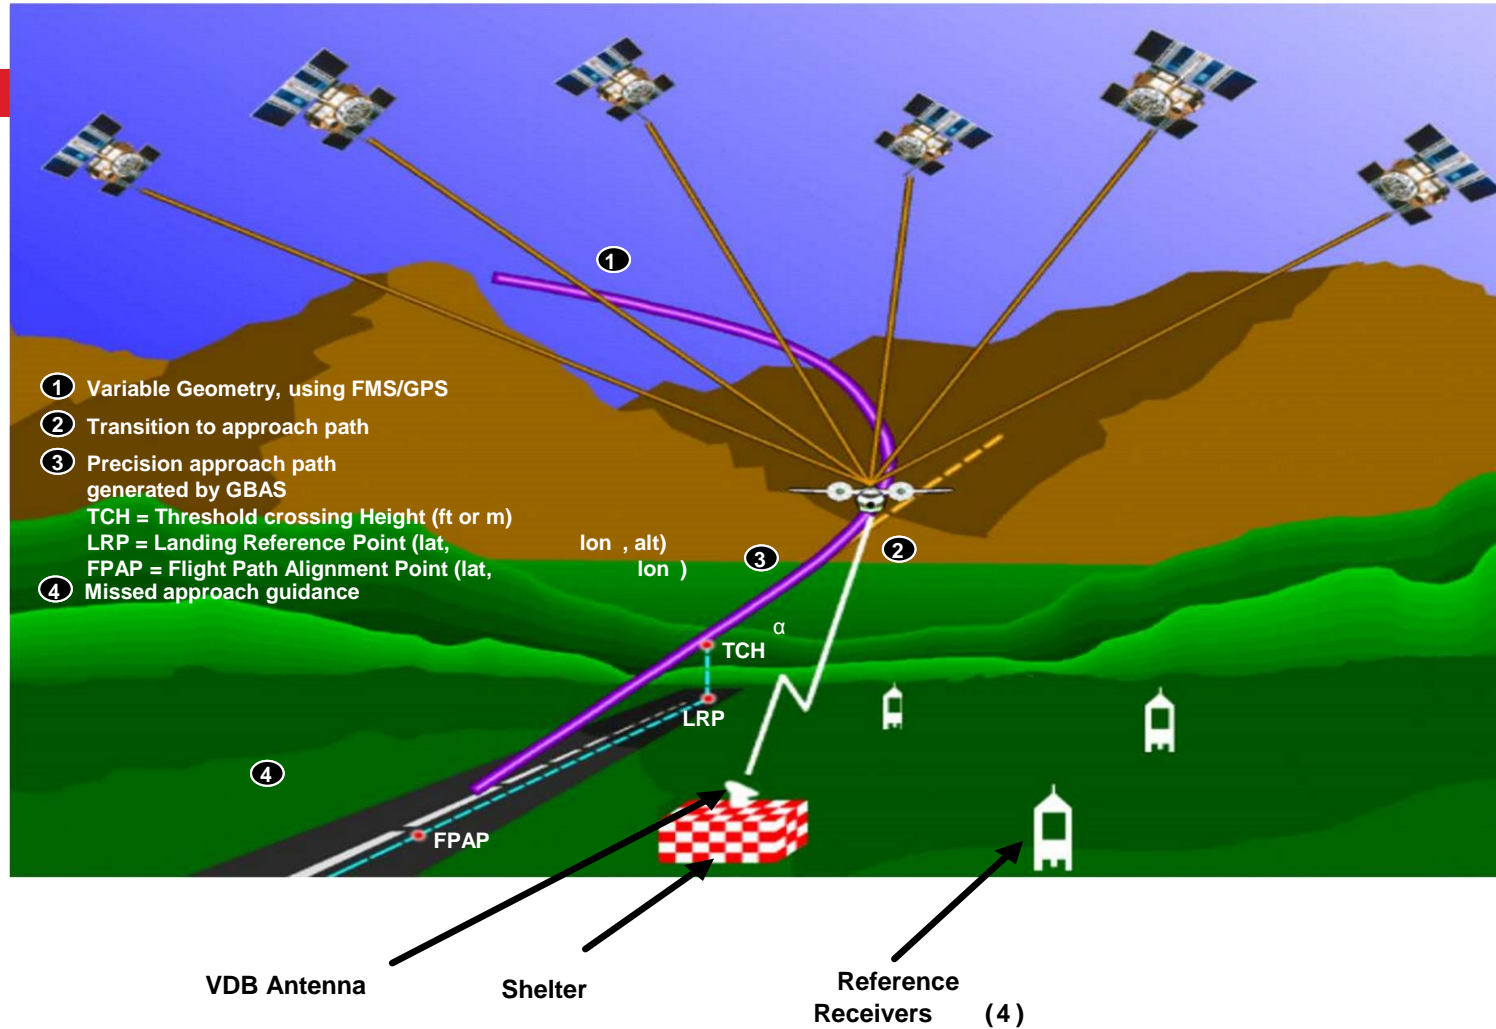 1
1 Variable Geometry, using FMS/GPS
2 Transition to approach path
3 Precision approach path
generated by GBAS
TCH = Threshold crossing Height (ft or m)
LRP = Landing Reference Point (lat, lon , alt)
FPAP = Flight Path Alignment Point (lat, lon )
4 Missed approach guidance
2
3
α
TCH
LRP
4
FPAP
VDB Antenna
Shelter
Reference
Receivers (4)